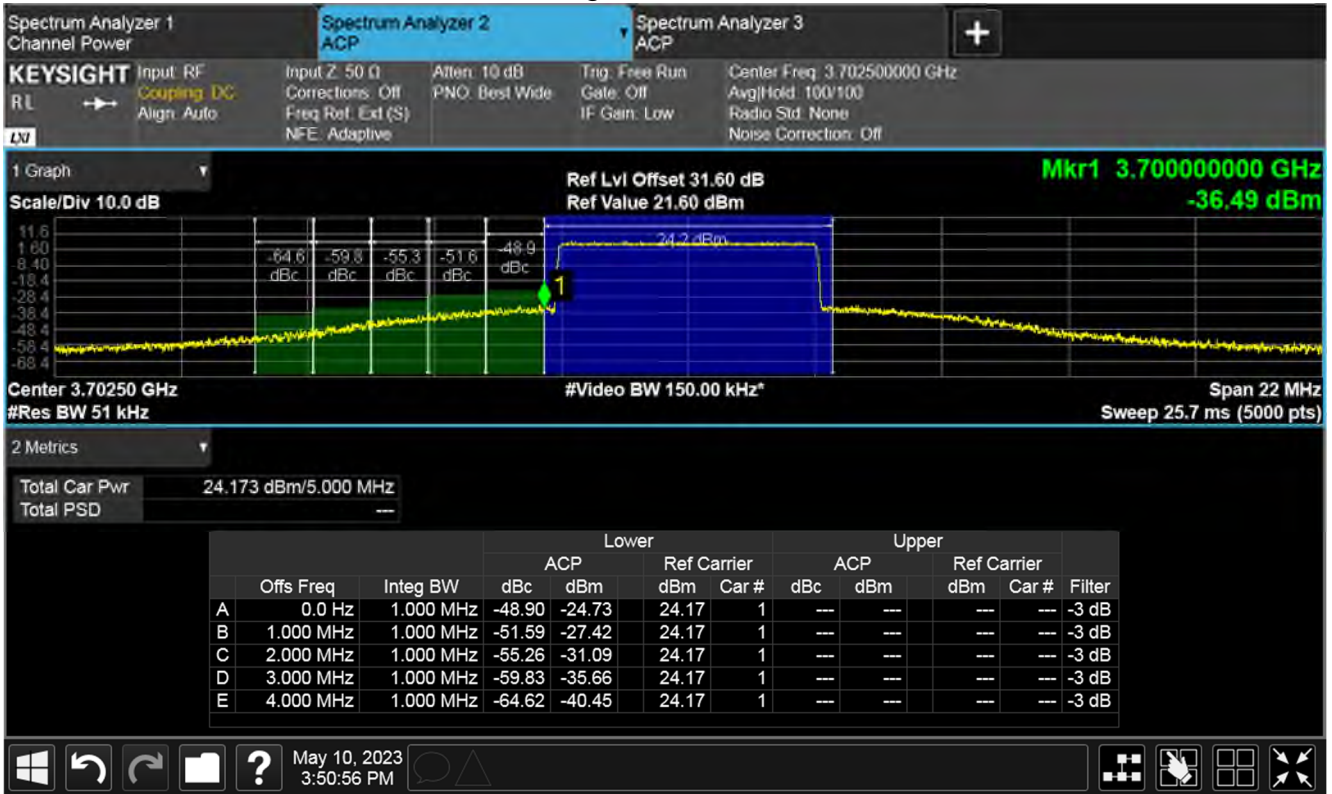 Spectrum Analyzer 1
Channel Power
Spectrum Analyzer 2
ACP
Spectrum Analyzer 3
ACP
+
KEYSIGHT
RL
LXI
Input: RF
Coupling: DC
Align: Auto
Input Z: 50 Ω
Corrections: Off
Freq Ref: Ext (S)
NFE: Adaptive
Atten: 10 dB
PNO: Best Wide
Trig: Free Run
Gate: Off
IF Gain: Low
Center Freq: 3.702500000 GHz
Avg|Hold: 100/100
Radio Std: None
Noise Correction: Off
1 Graph
Scale/Div 10.0 dB
Ref Lvl Offset 31.60 dB
Ref Value 21.60 dBm
Mkr1 3.700000000 GHz
-36.49 dBm
11.6
1.60
-8.40
-18.4
-28.4
-38.4
-48.4
-58.4
-68.4
-64.6 dBc
-59.8 dBc
-55.3 dBc
-51.6 dBc
-48.9 dBc
24.2 dBm
1
Center 3.70250 GHz
#Video BW 150.00 kHz*
Span 22 MHz
#Res BW 51 kHz
Sweep 25.7 ms (5000 pts)
2 Metrics
Total Car Pwr 24.173 dBm/5.000 MHz
Total PSD ---
Lower Upper
ACP Ref Carrier ACP Ref Carrier
Offs Freq Integ BW dBc dBm dBm Car # dBc dBm dBm Car # Filter
A 0.0 Hz 1.000 MHz -48.90 -24.73 24.17 1 --- --- --- --- -3 dB
B 1.000 MHz 1.000 MHz -51.59 -27.42 24.17 1 --- --- --- --- -3 dB
C 2.000 MHz 1.000 MHz -55.26 -31.09 24.17 1 --- --- --- --- -3 dB
D 3.000 MHz 1.000 MHz -59.83 -35.66 24.17 1 --- --- --- --- -3 dB
E 4.000 MHz 1.000 MHz -64.62 -40.45 24.17 1 --- --- --- --- -3 dB
?
May 10, 2023
3:50:56 PM